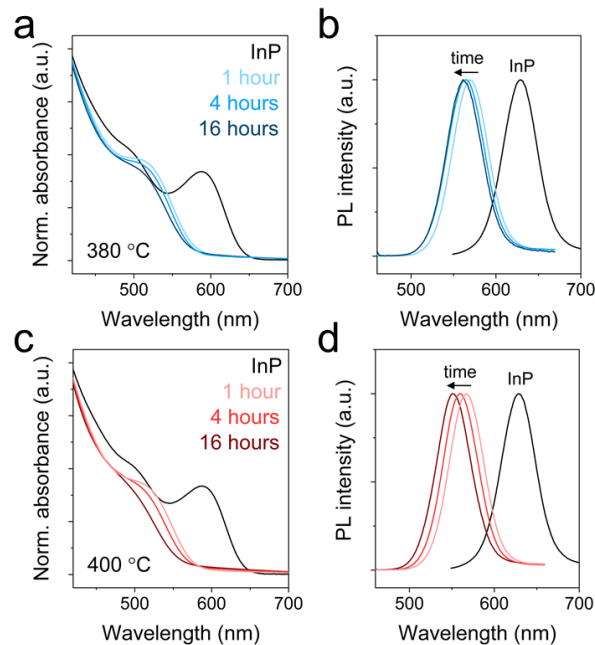 a
InP
1 hour
4 hours
16 hours
380 °C
Norm. absorbance (a.u.)
500 600 700
Wavelength (nm)
b
time
InP
PL intensity (a.u.)
500 600 700
Wavelength (nm)
c
InP
1 hour
4 hours
16 hours
400 °C
Norm. absorbance (a.u.)
500 600 700
Wavelength (nm)
d
time
InP
PL intensity (a.u.)
500 600 700
Wavelength (nm)